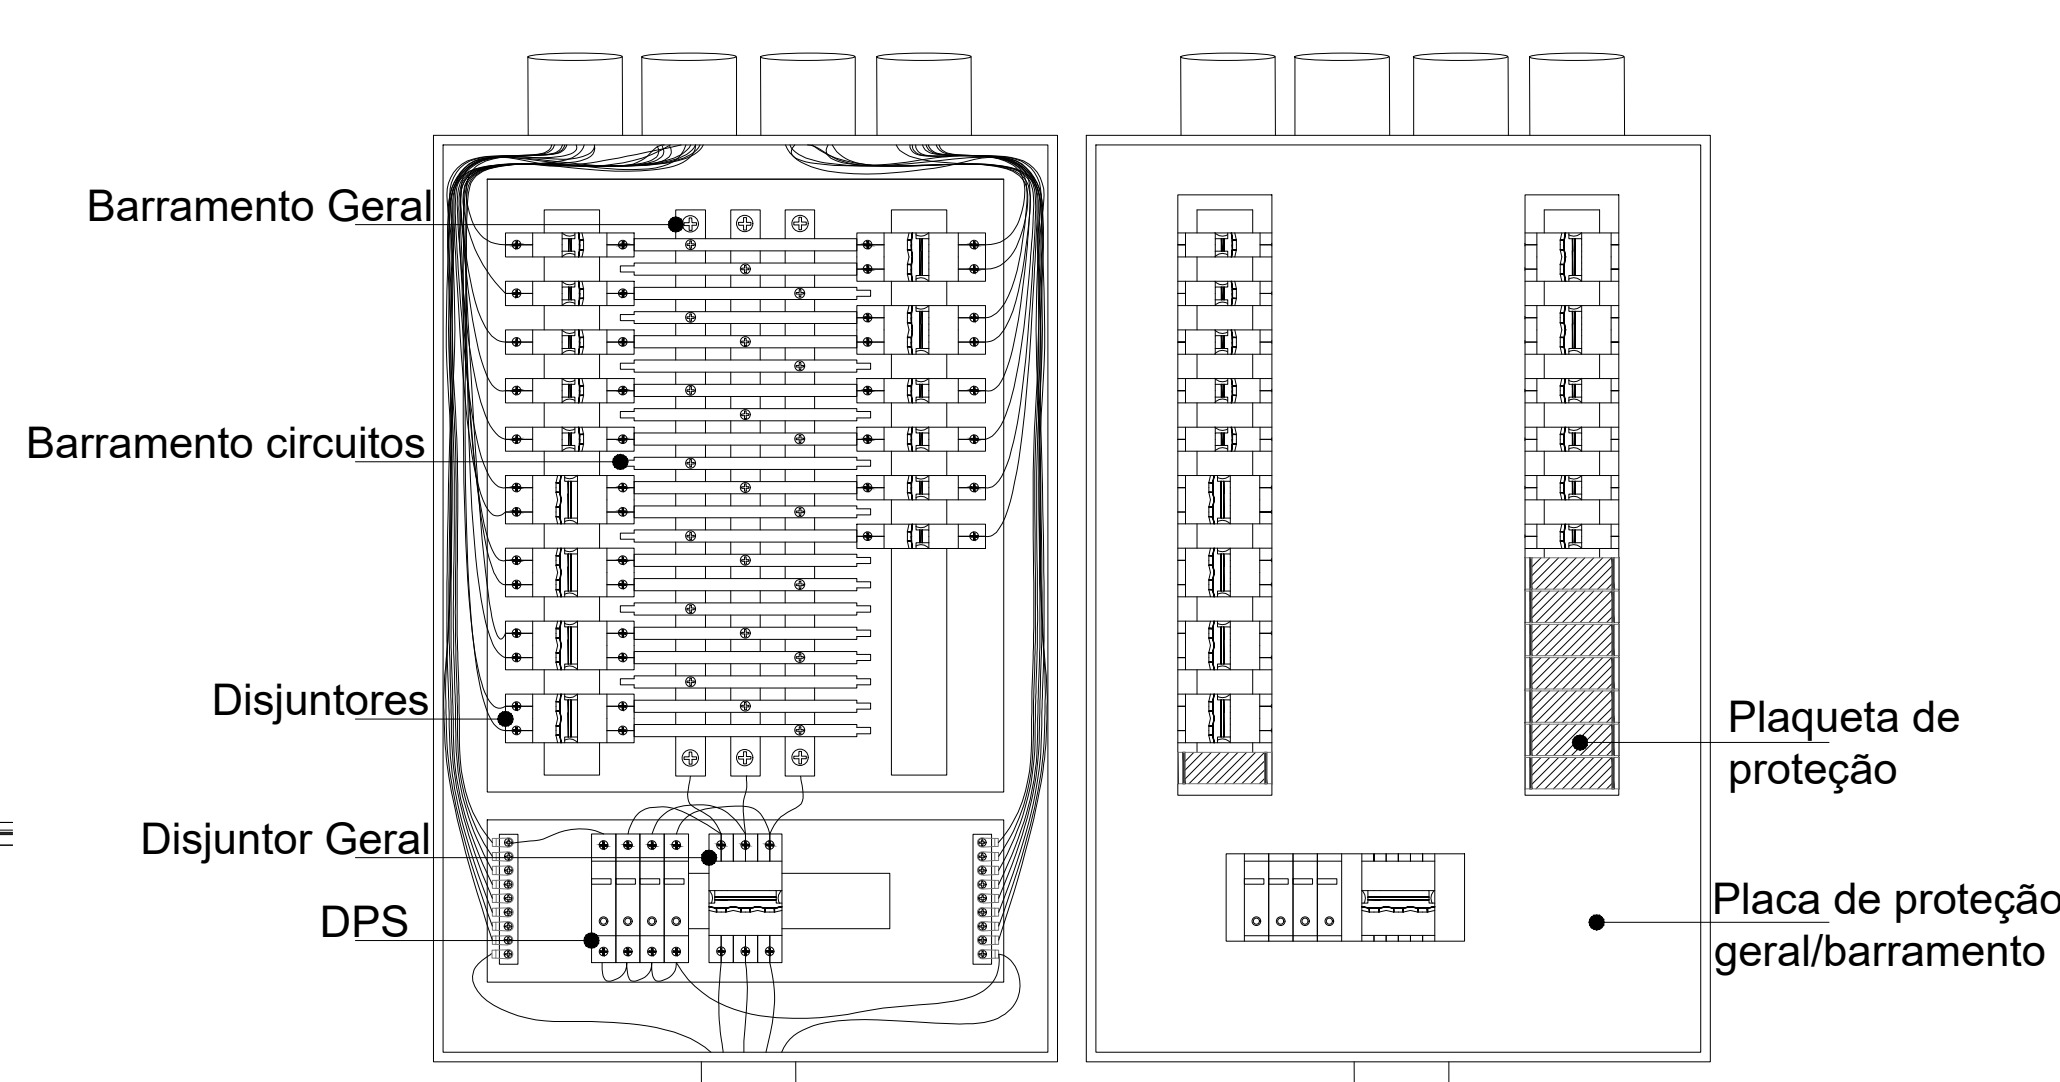 Barramento Geral
Barramento circuitos
Disjuntores
Disjuntor Geral
DPS
Plaqueta de
proteção
Placa de proteção
geral/barramento